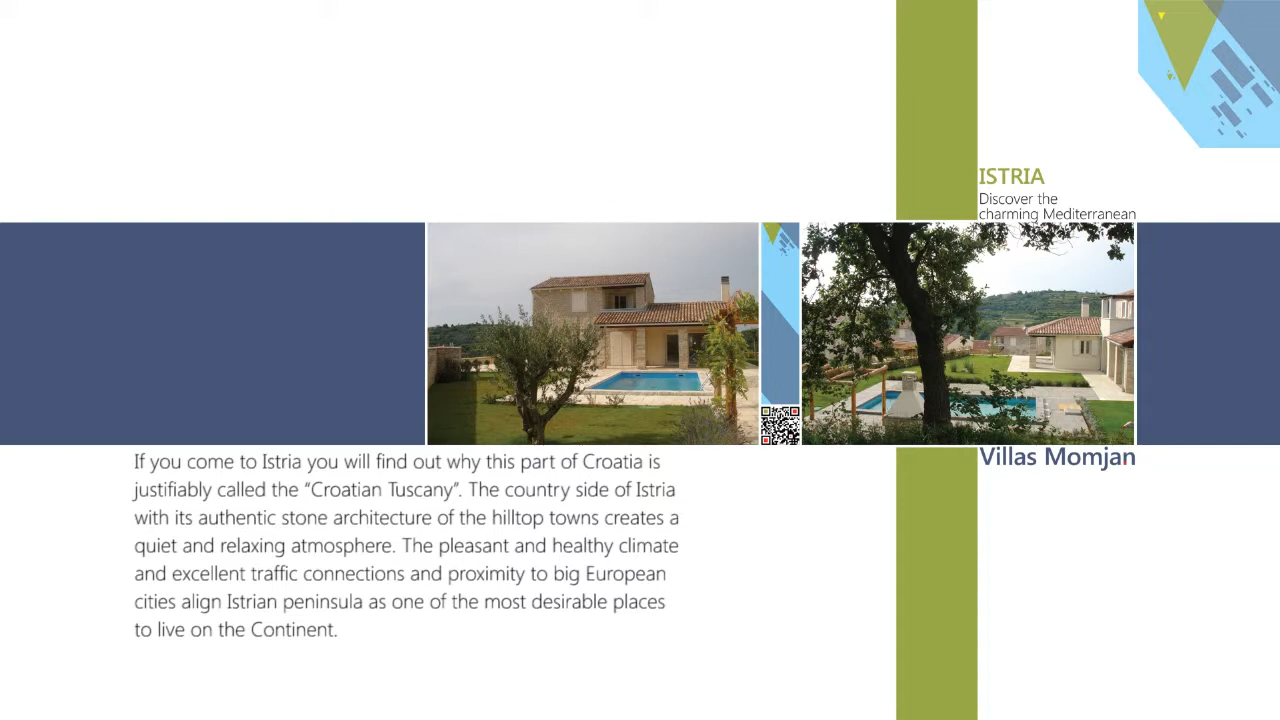 ISTRIA
Discover the
charming Mediterranean
Villas Momjan
If you come to Istria you will find out why this part of Croatia is
justifiably called the “Croatian Tuscany”. The country side of Istria
with its authentic stone architecture of the hilltop towns creates a
quiet and relaxing atmosphere. The pleasant and healthy climate
and excellent traffic connections and proximity to big European
cities align Istrian peninsula as one of the most desirable places
to live on the Continent.